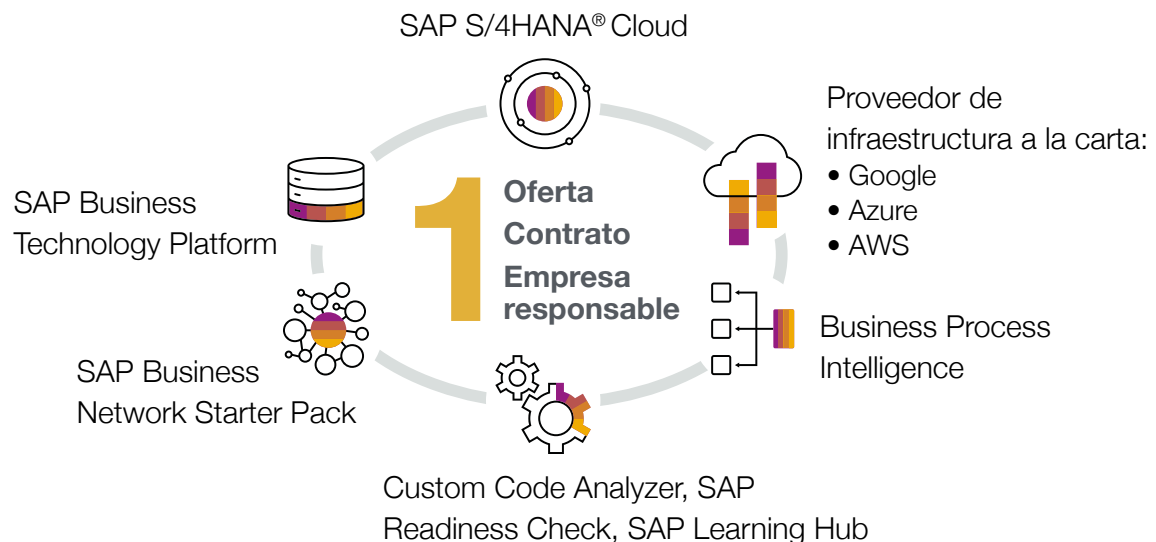 SAP S/4HANA® Cloud
Proveedor de
infraestructura a la carta:
• Google
• Azure
• AWS
Business Process
Intelligence
Custom Code Analyzer, SAP
Readiness Check, SAP Learning Hub
SAP Business
Network Starter Pack
SAP Business
Technology Platform
1
Oferta
Contrato
Empresa
responsable